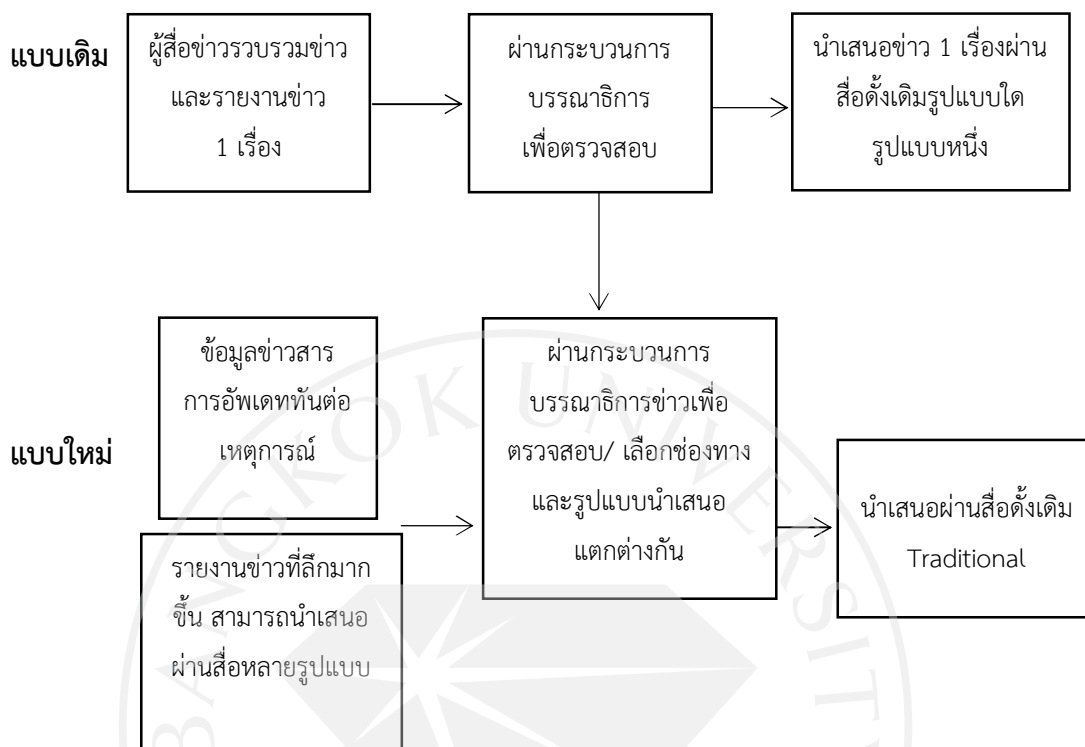 แบบเดิม
ผู้สื่อข่าวรวบรวมข่าว
และรายงานข่าว
1 เรื่อง
ผ่านกระบวนการ
บรรณาธิการ
เพื่อตรวจสอบ
นำเสนอข่าว 1 เรื่องผ่าน
สื่อดั้งเดิมรูปแบบใด
รูปแบบหนึ่ง
แบบใหม่
ข้อมูลข่าวสาร
การอัพเดททันต่อ
เหตุการณ์
รายงานข่าวที่ลึกมาก
ขึ้น สามารถนำเสนอ
ผ่านสื่อหลายรูปแบบ
ผ่านกระบวนการ
บรรณาธิการข่าวเพื่อ
ตรวจสอบ/ เลือกช่องทาง
และรูปแบบนำเสนอ
แตกต่างกัน
นำเสนอผ่านสื่อดั้งเดิม
Traditional
BANGKOK UNIVERSITY